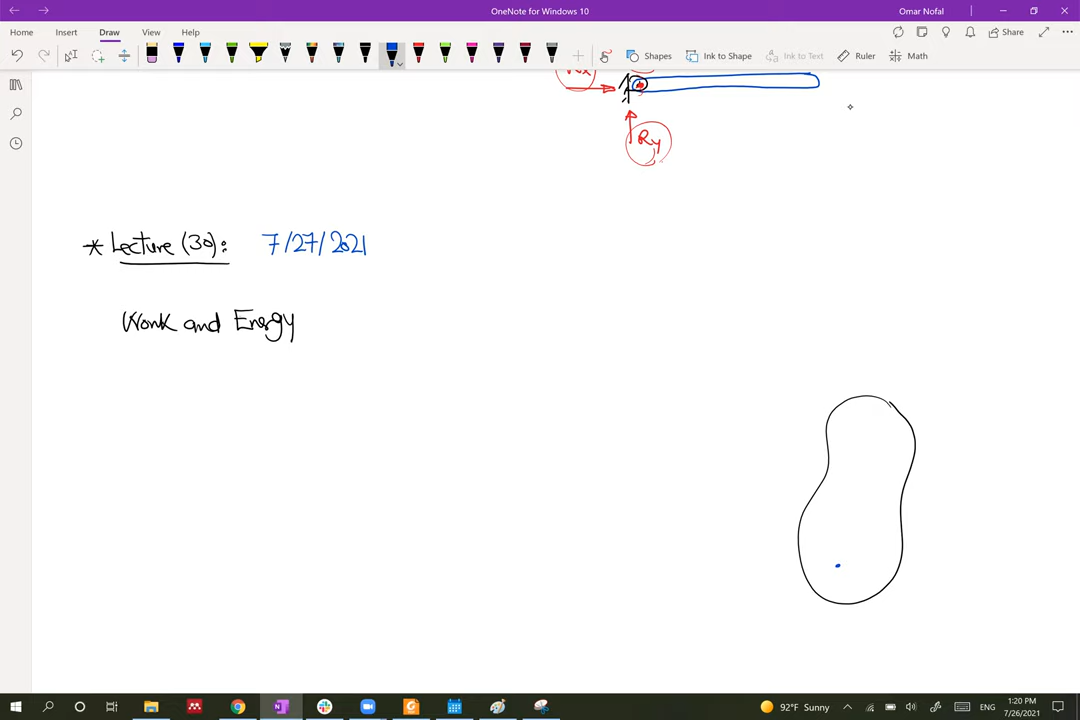 OneNote for Windows 10
Omar Nofal
Home Insert Draw View Help
Share
Shapes Ink to Shape Ink to Text Ruler Math
Rx
Ry
* Lecture (30): 7/27/2021
Work and Energy
92°F Sunny
ENG
1:20 PM
7/26/2021